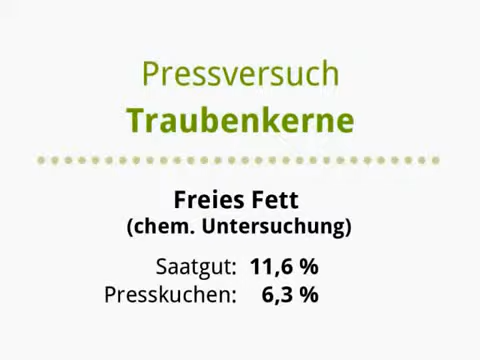 Pressversuch
Traubenkerne
Freies Fett
(chem. Untersuchung)
Saatgut: 11,6 %
Presskuchen: 6,3 %